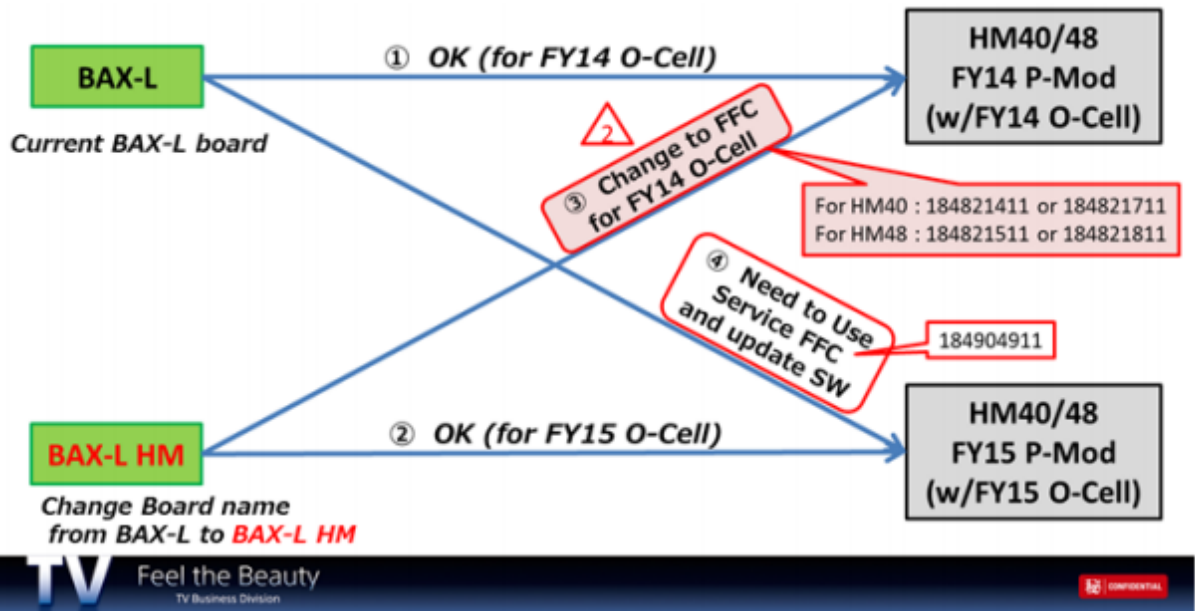 ① OK (for FY14 O-Cell)
BAX-L
Current BAX-L board
HM40/48
FY14 P-Mod
(w/FY14 O-Cell)
2
③ Change to FFC
for FY14 O-Cell
For HM40 : 184821411 or 184821711
For HM48 : 184821511 or 184821811
④ Need to Use
Service FFC
and update SW
184904911
② OK (for FY15 O-Cell)
BAX-L HM
Change Board name
from BAX-L to BAX-L HM
HM40/48
FY15 P-Mod
(w/FY15 O-Cell)
TV Feel the Beauty
TV Business Division
CONFIDENTIAL